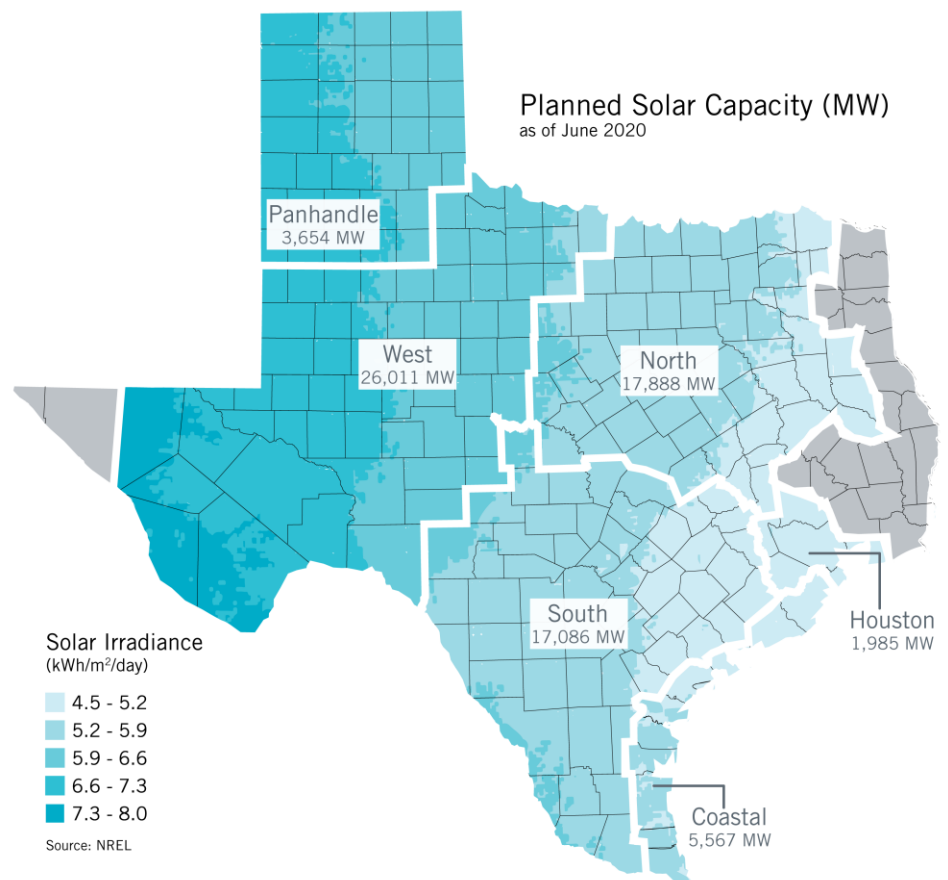 Planned Solar Capacity (MW)
as of June 2020
Panhandle
3,654 MW
West
26,011 MW
North
17,888 MW
South
17,086 MW
Houston
1,985 MW
Coastal
5,567 MW
Solar Irradiance
(kWh/m²/day)
4.5 - 5.2
5.2 - 5.9
5.9 - 6.6
6.6 - 7.3
7.3 - 8.0
Source: NREL